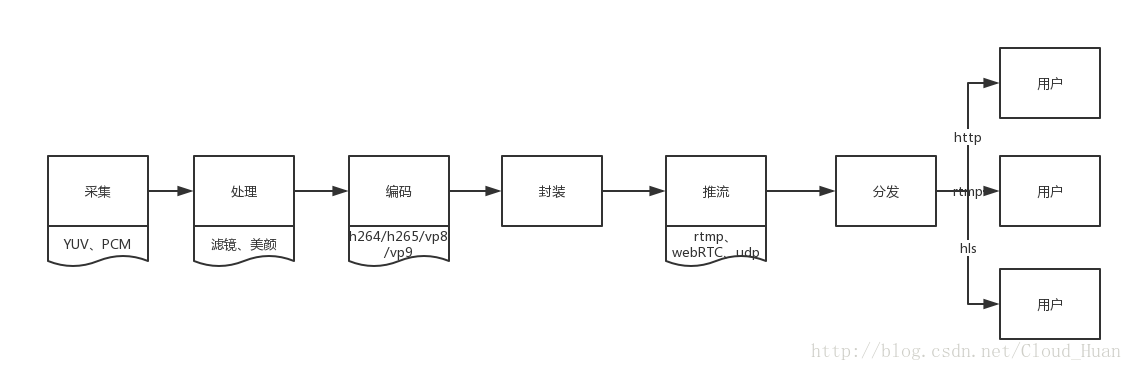 用户
http
采集
处理
编码
封装
推流
分发
rtmp
用户
YUV、PCM
滤镜、美颜
h264/h265/vp8
/vp9
rtmp、
webRTC、udp
hls
用户
http://blog.csdn.net/Cloud_Huan